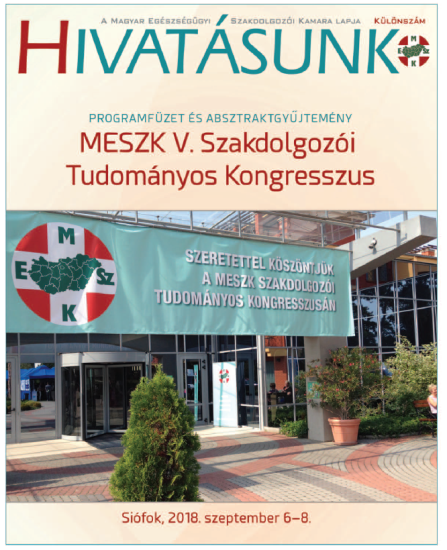 A Magyar Egészségügyi Szakdolgozói Kamara lapja Különszám
HIVATÁSUNK
M
E SZ
K
PROGRAMFÜZET ÉS ABSZTRAKTGYŰJTEMÉNY
MESZK V. Szakdolgozói
Tudományos Kongresszus
M
E SZ
K
SZERETETTEL KÖSZÖNTJÜK
A MESZK SZAKDOLGOZÓI
TUDOMÁNYOS KONGRESSZUSÁN
Siófok, 2018. szeptember 6–8.